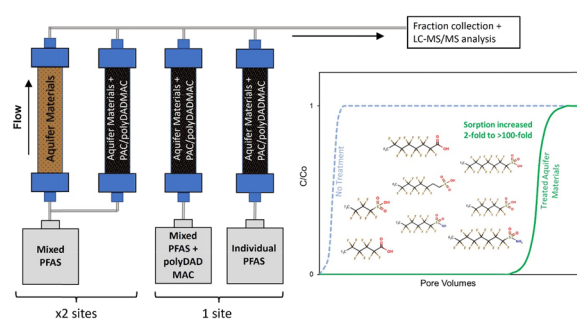 Fraction collection +
LC-MS/MS analysis
Flow
Aquifer Materials
Aquifer Materials +
PAC/polyDADMAC
Aquifer Materials +
PAC/polyDADMAC
Aquifer Materials +
PAC/polyDADMAC
Mixed
PFAS
Mixed
PFAS +
polyDAD
MAC
Individual
PFAS
x2 sites
1 site
C/Co
1
0
No Treatment
Sorption increased
2-fold to >100-fold
Treated Aquifer
Materials
Pore Volumes